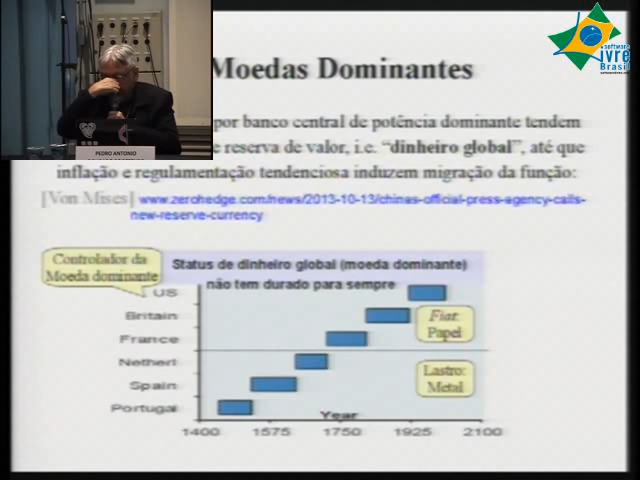 software
livre
Brasil
Moedas Dominantes
PEDRO ANTONIO
por banco central de potência dominante tendem
e reserva de valor, i.e. “dinheiro global”, até que
inflação e regulamentação tendenciosa induzem migração da função:
[Von Mises] www.zerohedge.com/news/2013-10-13/chinas-official-press-agency-calls-
new-reserve-currency
Controlador da
Moeda dominante
Status de dinheiro global (moeda dominante)
não tem durado para sempre
US
Britain
France
Netherl
Spain
Portugal
Fiat:
Papel
Lastro:
Metal
Year
1400 1575 1750 1925 2100